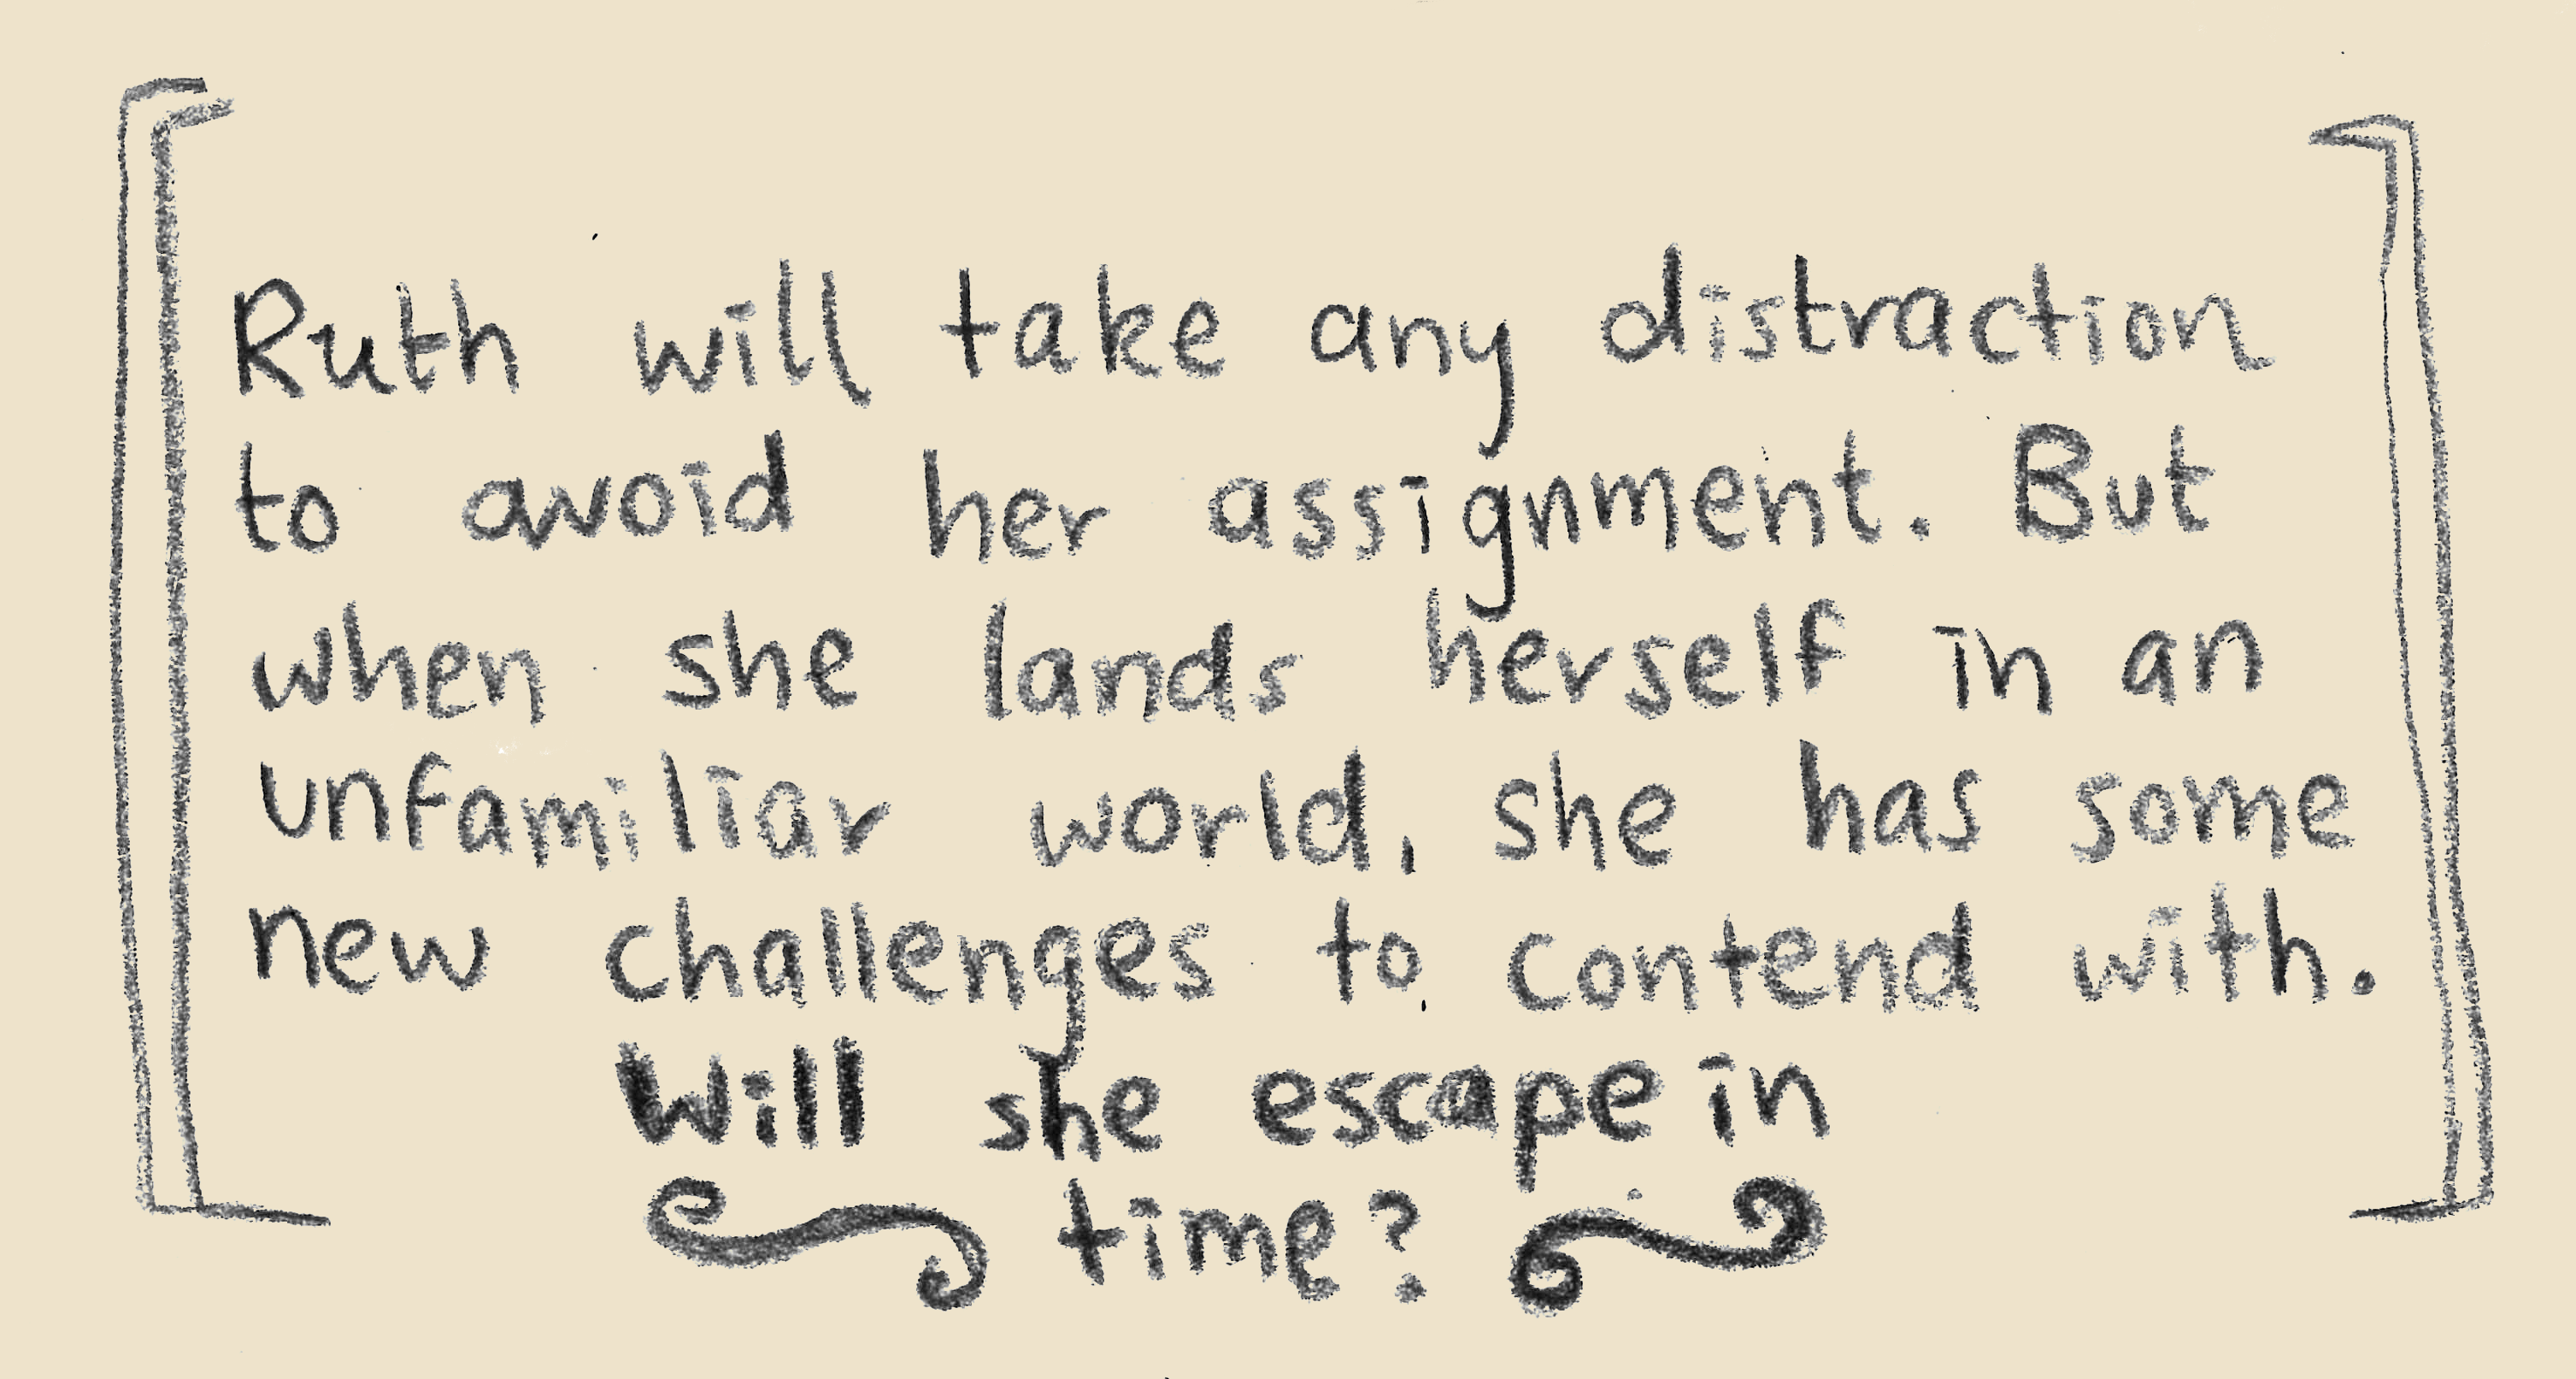 Ruth will take any distraction
to avoid her assignment. But
when she lands herself in an
unfamiliar world, she has some
new challenges to contend with.
Will she escape in
time?